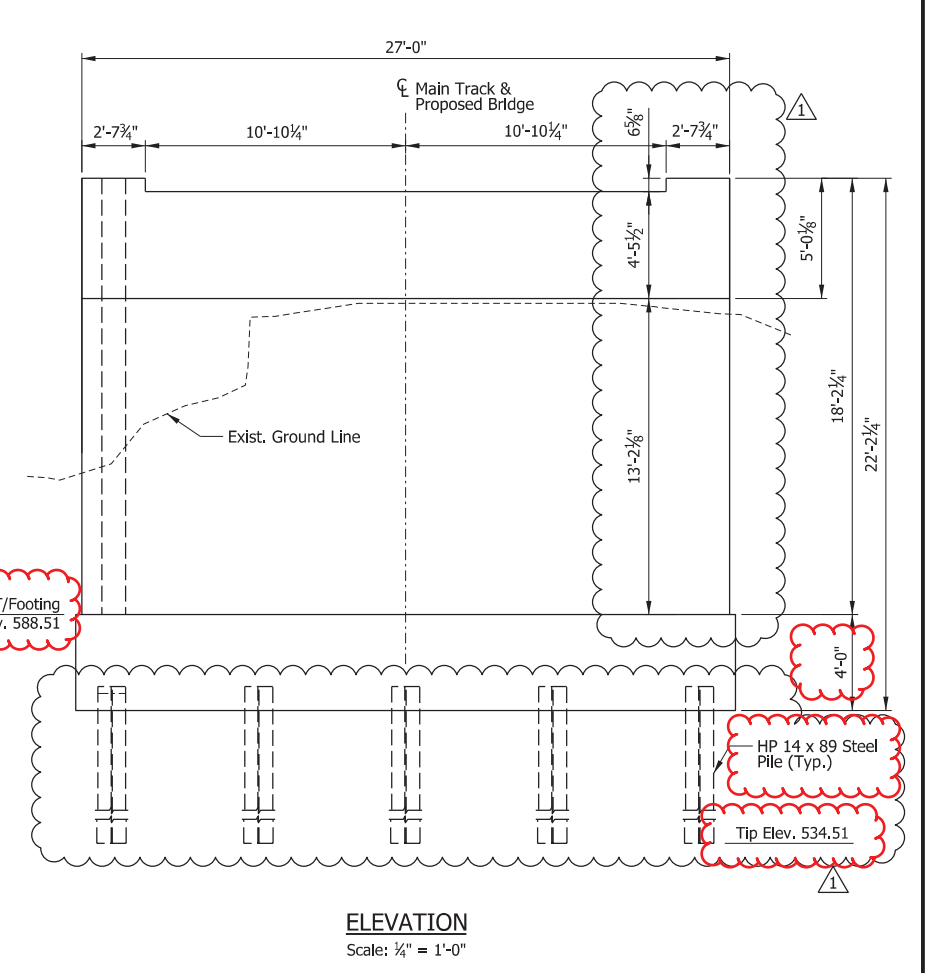 27'-0"
℄ Main Track &
Proposed Bridge
1
2'-7¾"
10'-10¼"
10'-10¼"
6⅝"
2'-7¾"
4'-5½"
5'-0⅛"
18'-2¼"
22'-2¼"
Exist. Ground Line
13'-2⅛"
T/Footing
. 588.51
4'-0"
HP 14 x 89 Steel
Pile (Typ.)
Tip Elev. 534.51
1
ELEVATION
Scale: ¼" = 1'-0"